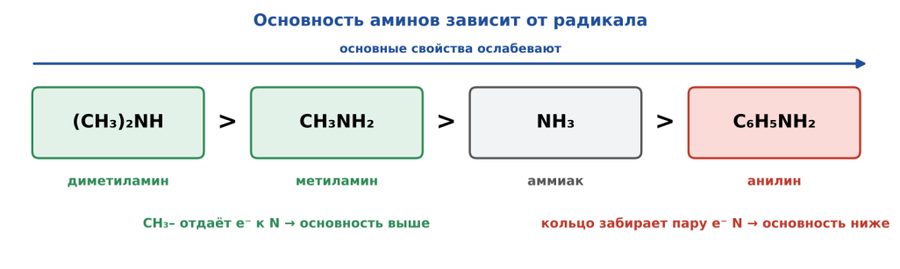 Основность аминов зависит от радикала
основные свойства ослабевают
(CH₃)₂NH > CH₃NH₂ > NH₃ > C₆H₅NH₂
диметиламин метиламин аммиак анилин
CH₃– отдаёт e⁻ к N → основность выше кольцо забирает пару e⁻ N → основность ниже